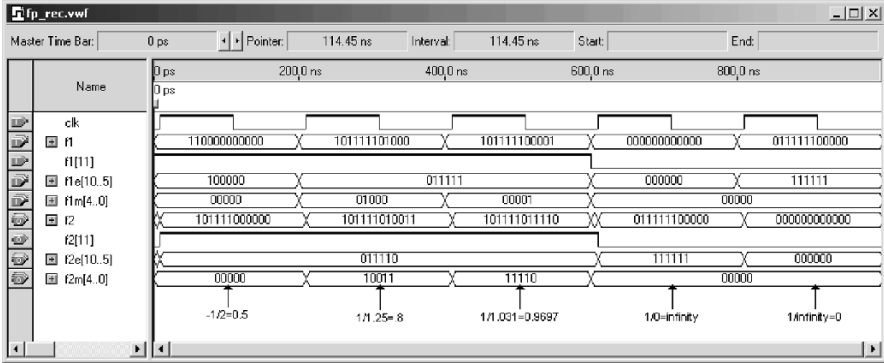 fp_rec.vwf
Master Time Bar: 0 ps Pointer: 114.45 ns Interval: 114.45 ns Start: End:
Name
0 ps 200.0 ns 400.0 ns 600.0 ns 800.0 ns
0 ps
clk
f1 110000000000 101111101000 101111100001 000000000000 011111100000
f1[11]
f1e[10..5] 100000 011111 000000 111111
f1m[4..0] 00000 01000 00001 00000
f2 101111000000 101111010011 101111011110 011111100000 000000000000
f2[11]
f2e[10..5] 011110 111111 000000
f2m[4..0] 00000 10011 11110 00000
-1/2=0.5 1/1.25=.8 1/1.031=0.9697 1/0=infinity 1/infinity=0